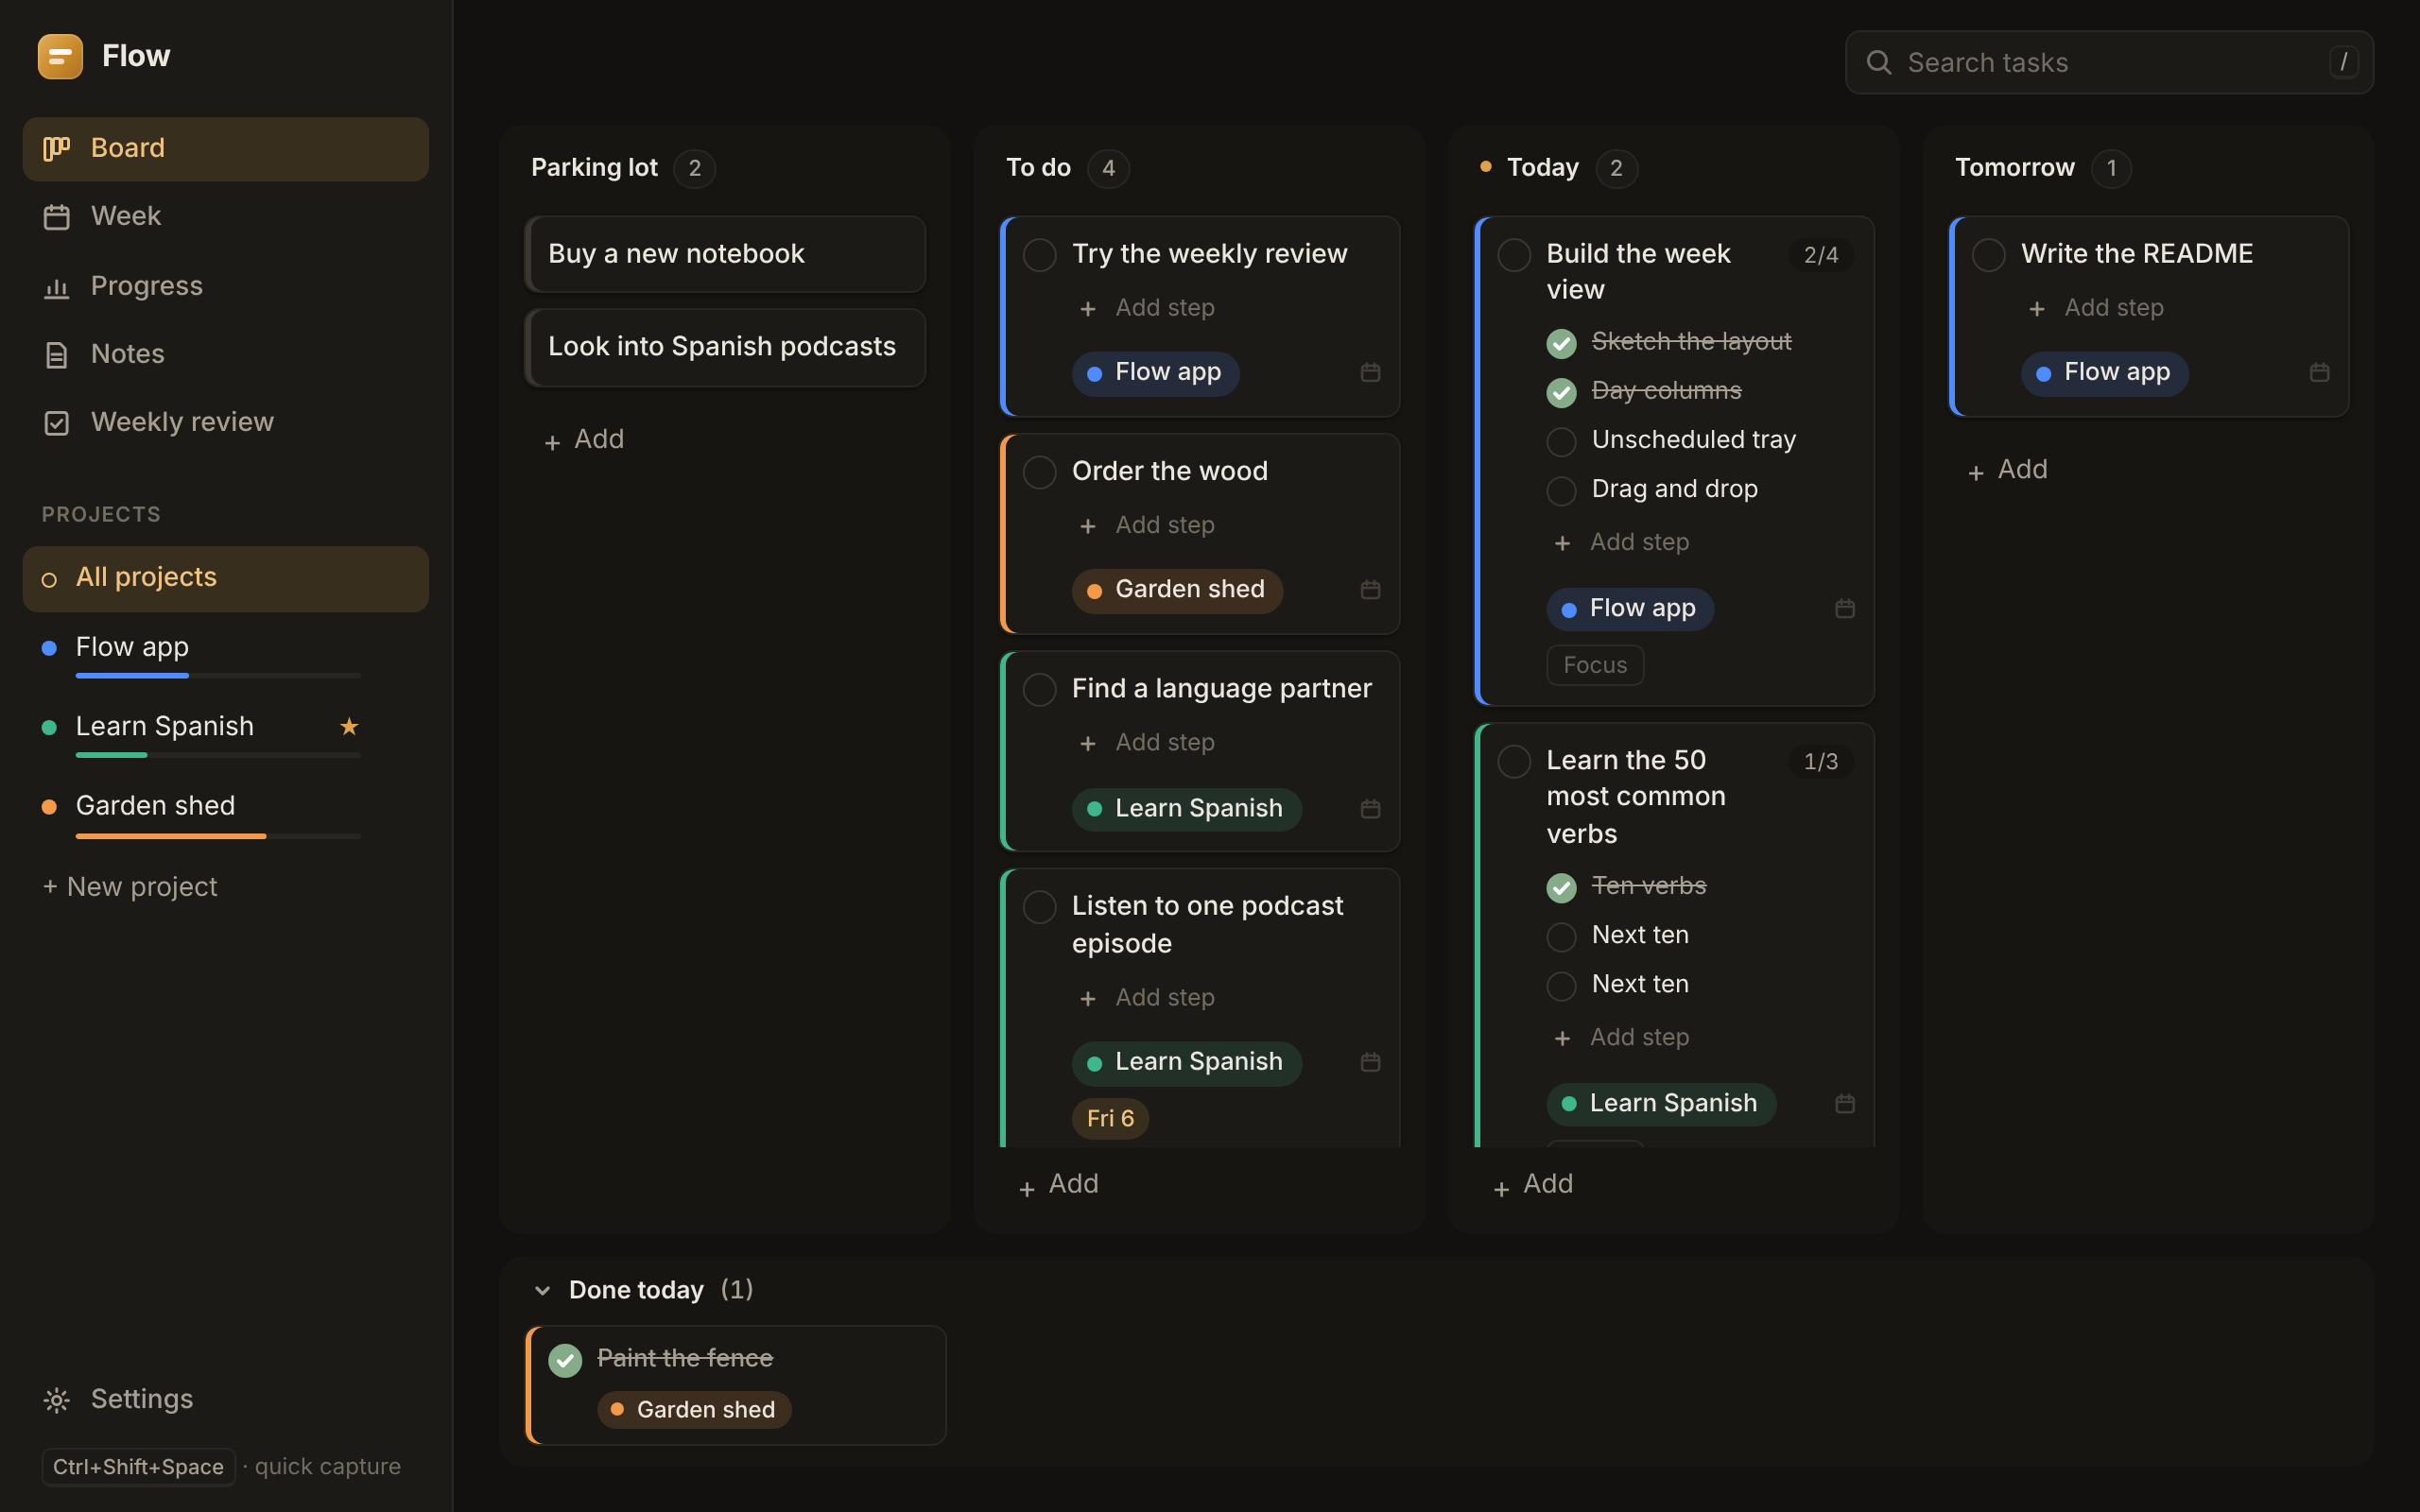 Flow
Board
Week
Progress
Notes
Weekly review
PROJECTS
All projects
Flow app
Learn Spanish
Garden shed
+ New project
Settings
Ctrl+Shift+Space · quick capture
Search tasks /
Parking lot 2
Buy a new notebook
Look into Spanish podcasts
+ Add
To do 4
Try the weekly review
+ Add step
Flow app
Order the wood
+ Add step
Garden shed
Find a language partner
+ Add step
Learn Spanish
Listen to one podcast
episode
+ Add step
Learn Spanish
Fri 6
+ Add
Today 2
Build the week 2/4
view
Sketch the layout
Day columns
Unscheduled tray
Drag and drop
+ Add step
Flow app
Focus
Learn the 50 1/3
most common
verbs
Ten verbs
Next ten
Next ten
+ Add step
Learn Spanish
+ Add
Tomorrow 1
Write the README
+ Add step
Flow app
+ Add
Done today (1)
Paint the fence
Garden shed